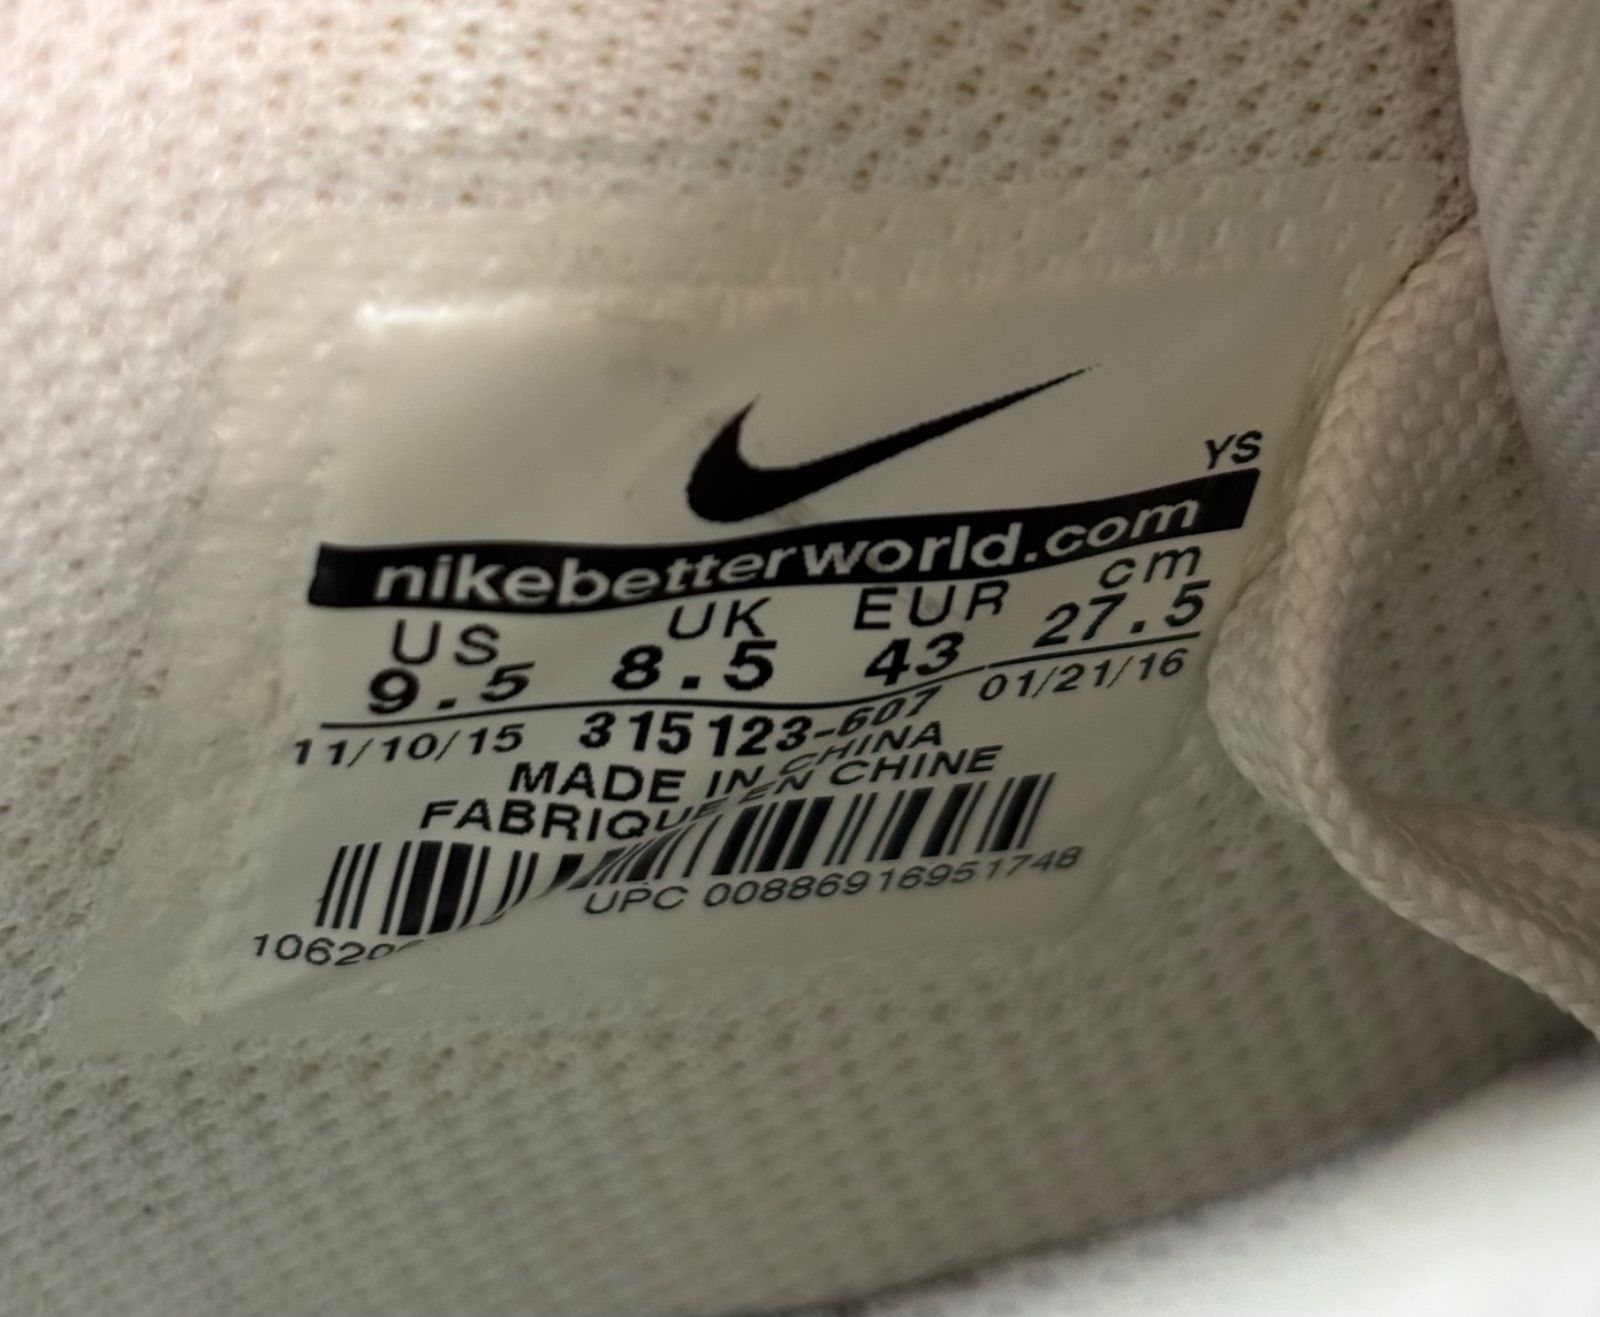 YS
nikebetterworld.com
US UK EUR cm
9.5 8.5 43 27.5
11/10/15 315123-607 01/21/16
MADE IN CHINA
FABRIQUE EN CHINE
UPC 00886916951748